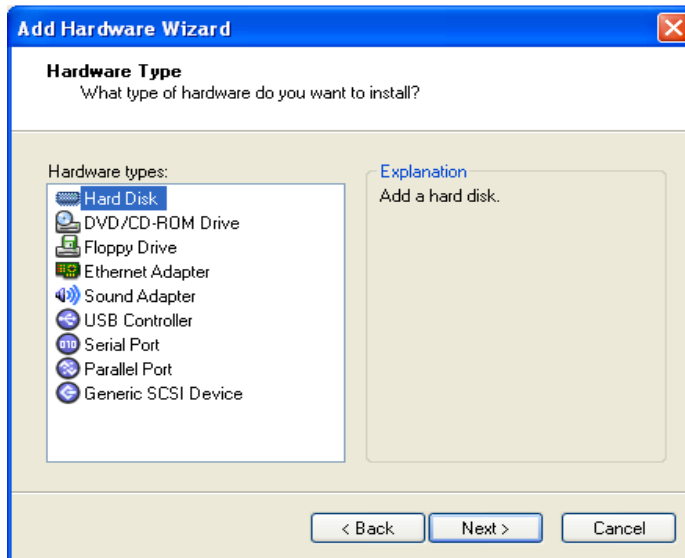 Add Hardware Wizard
Hardware Type
What type of hardware do you want to install?
Hardware types:
Hard Disk
DVD/CD-ROM Drive
Floppy Drive
Ethernet Adapter
Sound Adapter
USB Controller
Serial Port
Parallel Port
Generic SCSI Device
Explanation
Add a hard disk.
< Back
Next >
Cancel